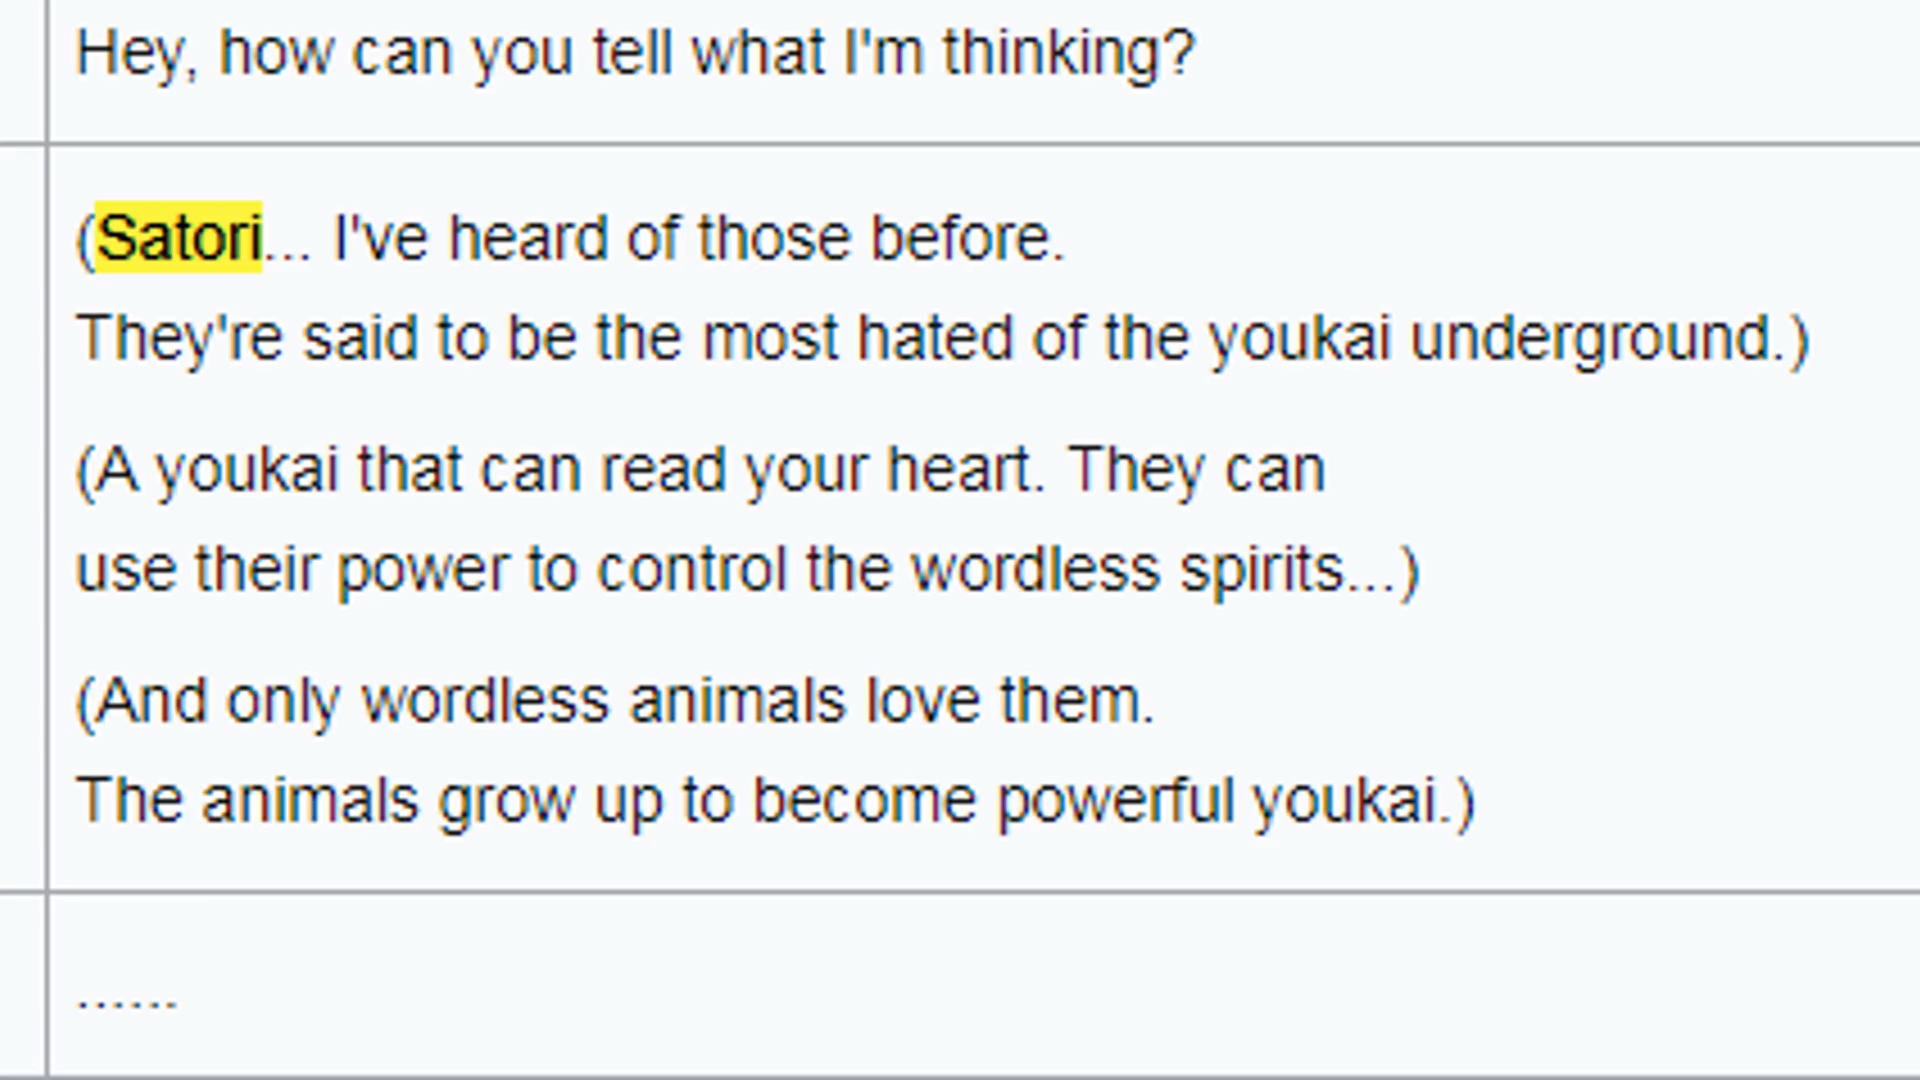 Hey, how can you tell what I'm thinking?
(Satori... I've heard of those before.
They're said to be the most hated of the youkai underground.)
(A youkai that can read your heart. They can
use their power to control the wordless spirits...)
(And only wordless animals love them.
The animals grow up to become powerful youkai.)
......